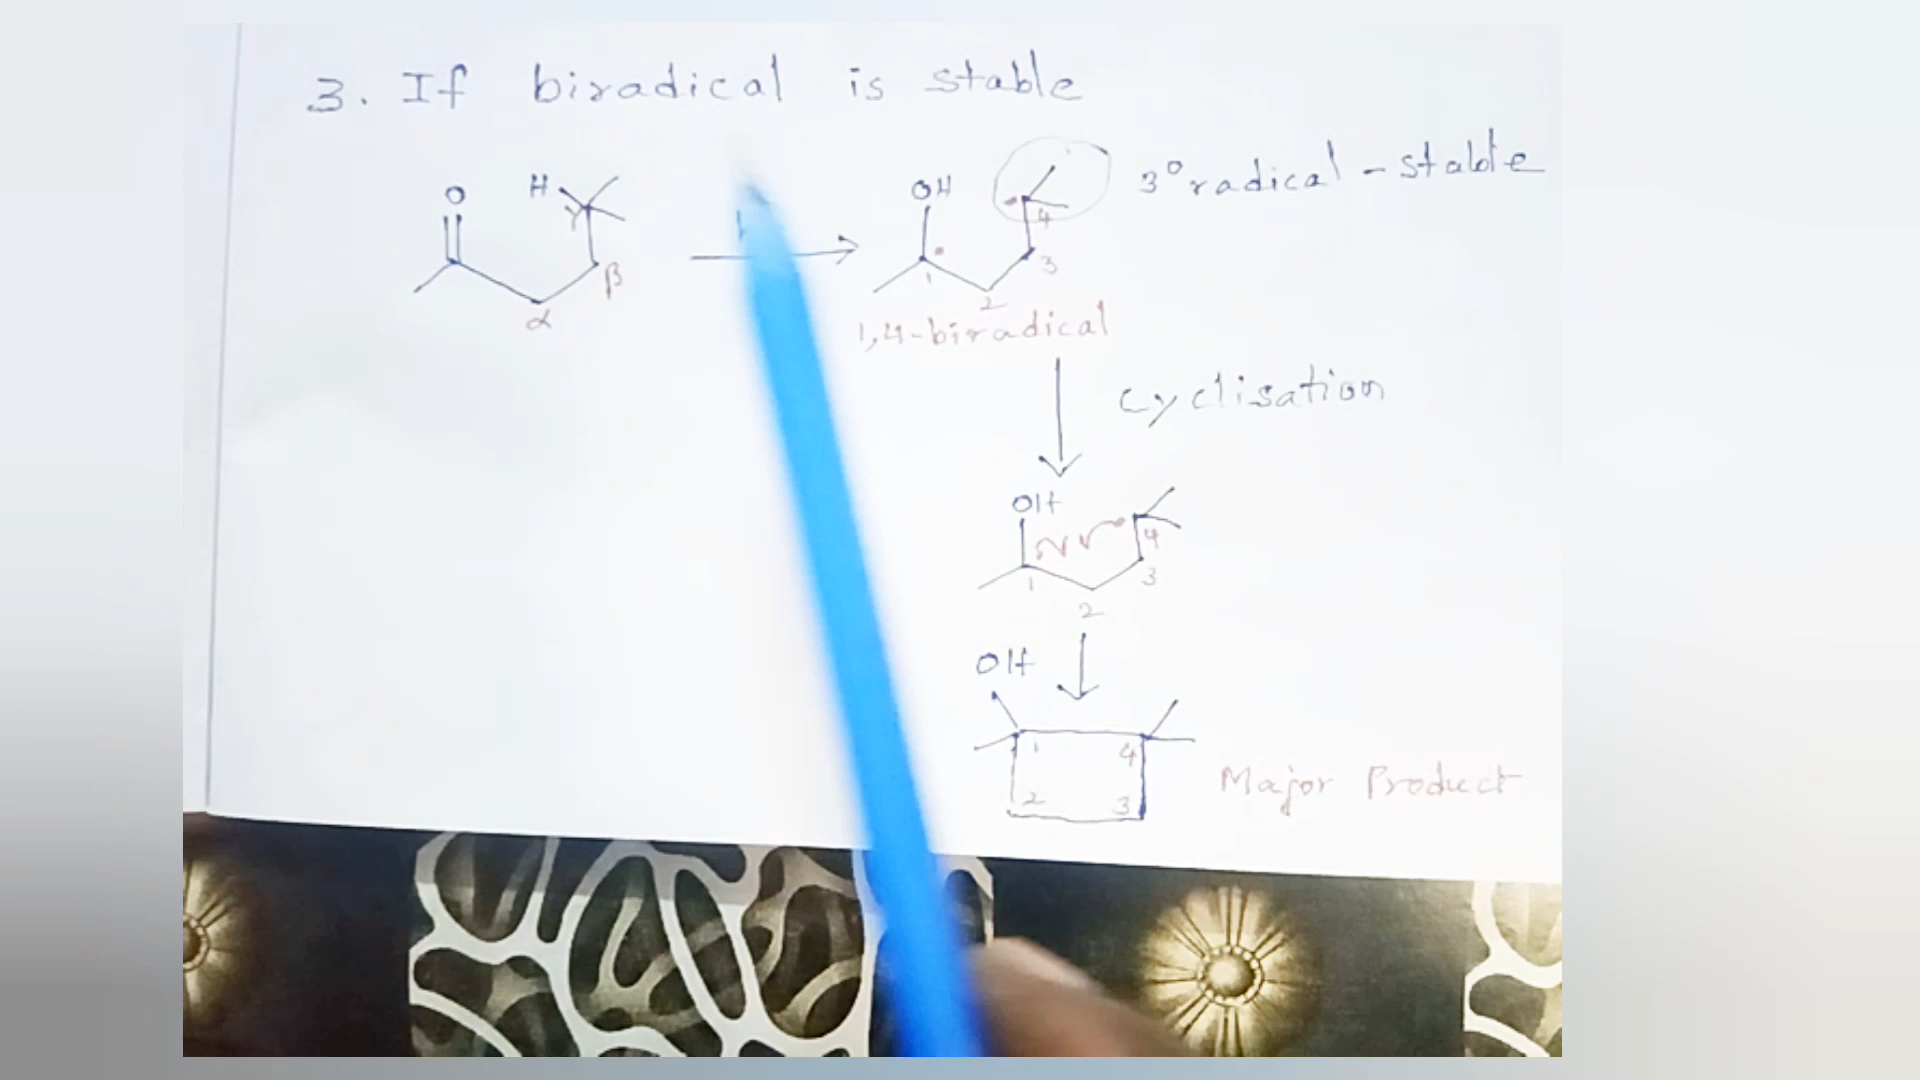 3. If biradical is stable
O H γ β α
OH 4 3 1 2 3° radical - stable
1,4-biradical
Cyclisation
OH 4 3 1 2
OH
1 4
2 3
Major Product